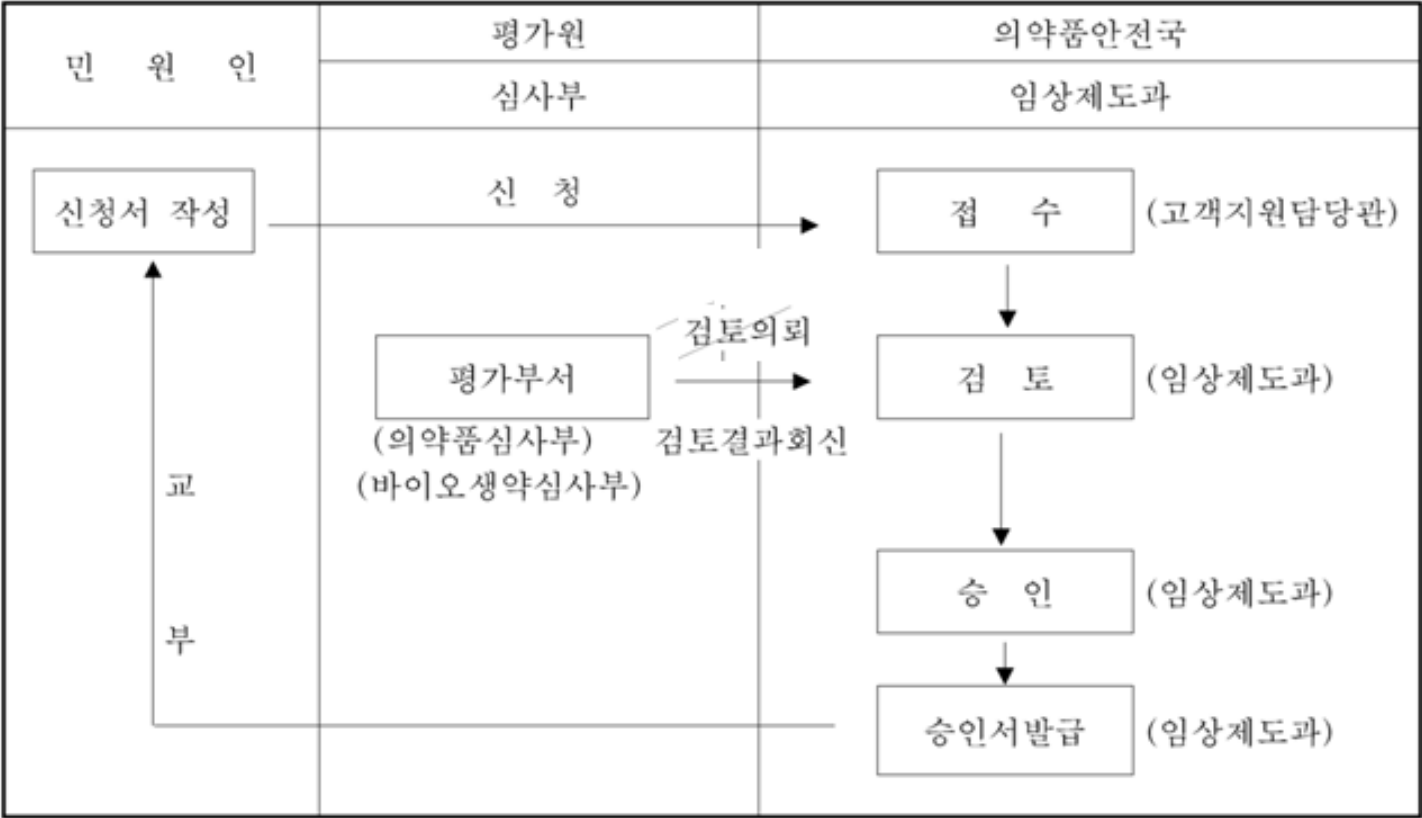 민 원 인
평가원
의약품안전국
심사부
임상제도과
신청서 작성
신 청
접 수
(고객지원담당관)
검토의뢰
평가부서
검 토
(임상제도과)
(의약품심사부)
검토결과회신
(바이오생약심사부)
교
부
승 인
(임상제도과)
승인서발급
(임상제도과)